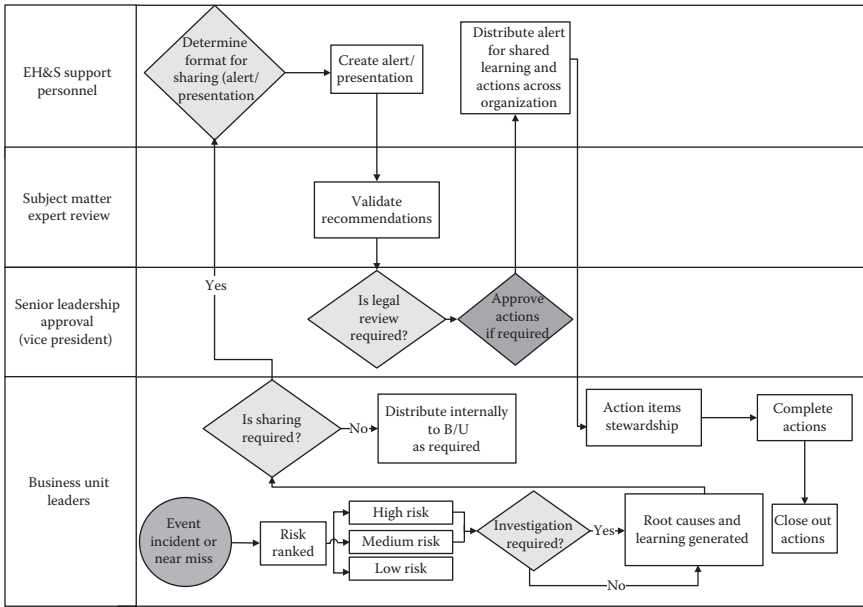 EH&S support
personnel
Determine
format for
sharing (alert/
presentation
Create alert/
presentation
Distribute alert
for shared
learning and
actions across
organization
Subject matter
expert review
Validate
recommendations
Senior leadership
approval
(vice president)
Yes
Is legal
review
required?
Approve
actions
if required
Business unit
leaders
Is sharing
required?
No
Distribute internally
to B/U
as required
Action items
stewardship
Complete
actions
Event
incident or
near miss
Risk
ranked
High risk
Medium risk
Low risk
Investigation
required?
Yes
No
Root causes and
learning generated
Close out
actions